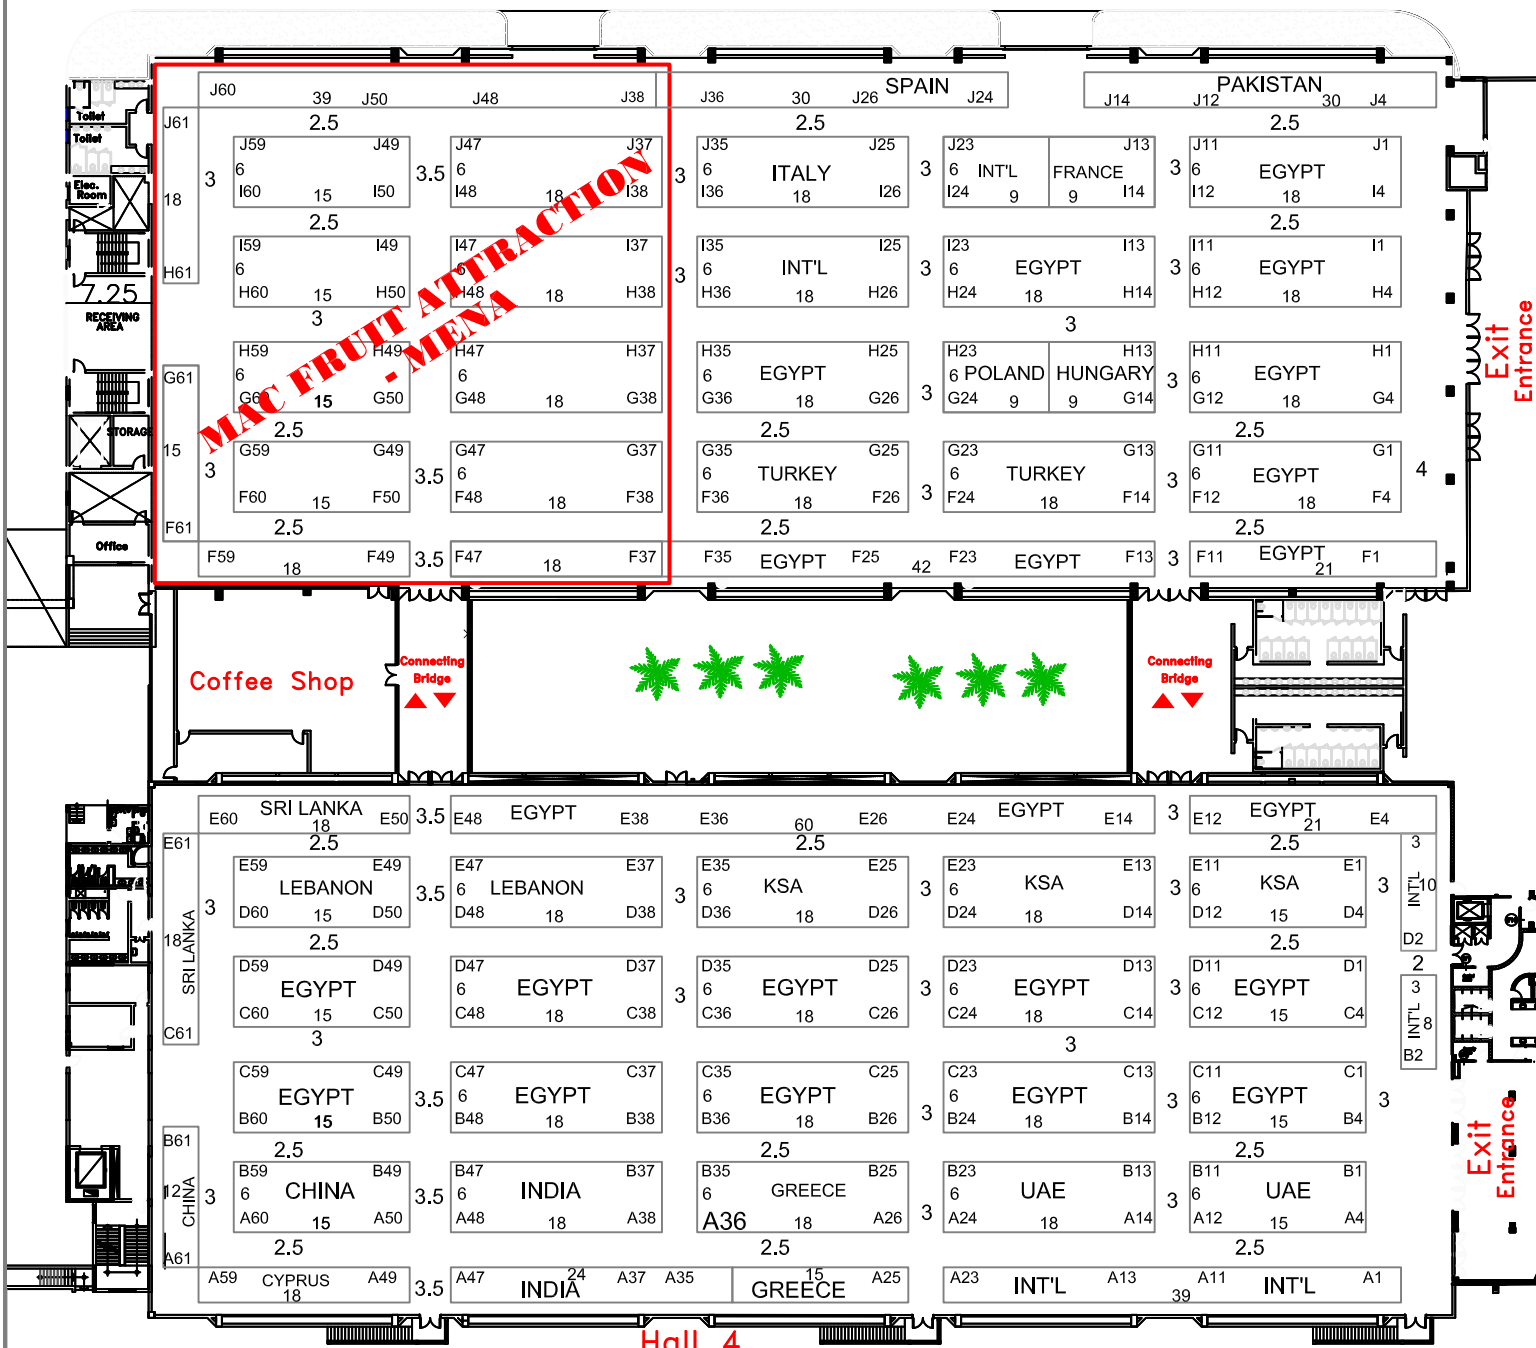 J60 39 J50 J48 J38 J36 30 J26 SPAIN J24 J14 J12 PAKISTAN 30 J4
Toilet
J61 2.5 2.5 2.5
Toilet
J59 J49 J47 J37 J35 J25 J23 J13 J11 J1
3 6 3.5 6 3 6 ITALY 3 6 INT'L FRANCE 3 6 EGYPT
Elec.
Room
18 I60 15 I50 I48 18 I38 I36 18 I26 I24 9 9 I14 I12 18 I4
2.5 2.5
I59 I49 I47 I37 I35 I25 I23 I13 I11 I1
H61 6 6 3 6 INT'L 3 6 EGYPT 3 6 EGYPT
7.25 H60 15 H50 H48 18 H38 H36 18 H26 H24 18 H14 H12 18 H4
RECEIVING
AREA
3 3
MAC FRUIT ATTRACTION
- MENA
Exit
Entrance
H59 H49 H47 H37 H35 H25 H23 H13 H11 H1
G61 6 6 6 EGYPT 3 6 POLAND HUNGARY 3 6 EGYPT
G60 15 G50 G48 18 G38 G36 18 G26 G24 9 9 G14 G12 18 G4
STORAGE
2.5 2.5 2.5
15 G59 G49 G47 G37 G35 G25 G23 G13 G11 G1
3 3.5 6 6 TURKEY 3 6 TURKEY 3 6 EGYPT 4
F60 15 F50 F48 18 F38 F36 18 F26 F24 18 F14 F12 18 F4
F61 2.5 2.5 2.5
Office
F59 18 F49 3.5 F47 18 F37 F35 EGYPT F25 42 F23 EGYPT F13 3 F11 EGYPT 21 F1
Coffee Shop
Connecting
Bridge
Connecting
Bridge
E60 SRI LANKA 18 E50 3.5 E48 EGYPT E38 E36 60 E26 E24 EGYPT E14 3 E12 EGYPT 21 E4
E61 2.5 2.5 2.5 3
E59 E49 E47 E37 E35 E25 E23 E13 E11 E1
3 LEBANON 3.5 6 LEBANON 3 6 KSA 3 6 KSA 3 6 KSA 3 INT'L 10
D60 15 D50 D48 18 D38 D36 18 D26 D24 18 D14 D12 15 D4
18 SRI LANKA 2.5 2.5 D2
2
D59 D49 D47 D37 D35 D25 D23 D13 D11 D1
EGYPT 6 EGYPT 3 6 EGYPT 3 6 EGYPT 3 6 EGYPT 3
C60 15 C50 C48 18 C38 C36 18 C26 C24 18 C14 C12 15 C4 INT'L 8
C61 3 3 B2
C59 C49 C47 C37 C35 C25 C23 C13 C11 C1
EGYPT 3.5 6 EGYPT 6 EGYPT 3 6 EGYPT 3 6 EGYPT 3
B60 15 B50 B48 18 B38 B36 18 B26 B24 18 B14 B12 15 B4
Exit
Entrance
B61 2.5 2.5 2.5
B59 B49 B47 B37 B35 B25 B23 B13 B11 B1
12 CHINA 3 6 CHINA 3.5 6 INDIA 6 GREECE 3 6 UAE 3 6 UAE
A60 15 A50 A48 18 A38 A36 18 A26 A24 18 A14 A12 15 A4
A61 2.5 2.5 2.5
A59 CYPRUS 18 A49 3.5 A47 INDIA 24 A37 A35 GREECE 15 A25 A23 INT'L A13 39 A11 INT'L A1
Hall 4